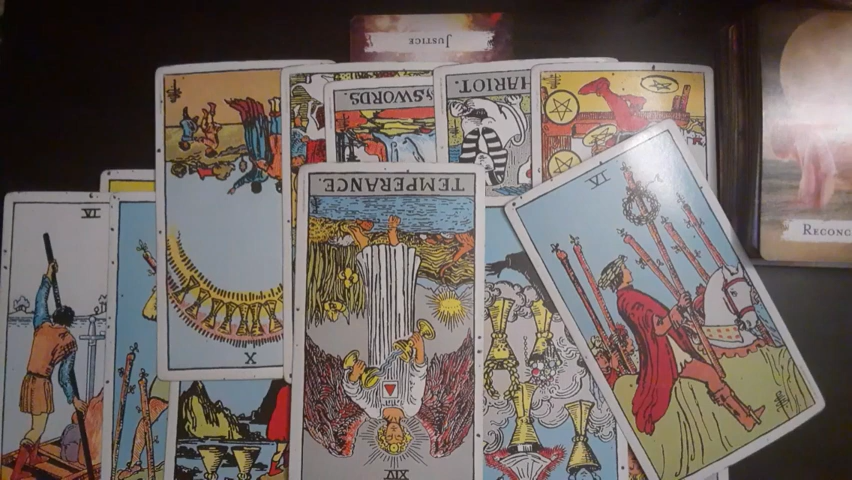 JUSTICE
SWORDS.
HARIOT.
TEMPERANCE.
VI
VI
RECONC
X
XIV